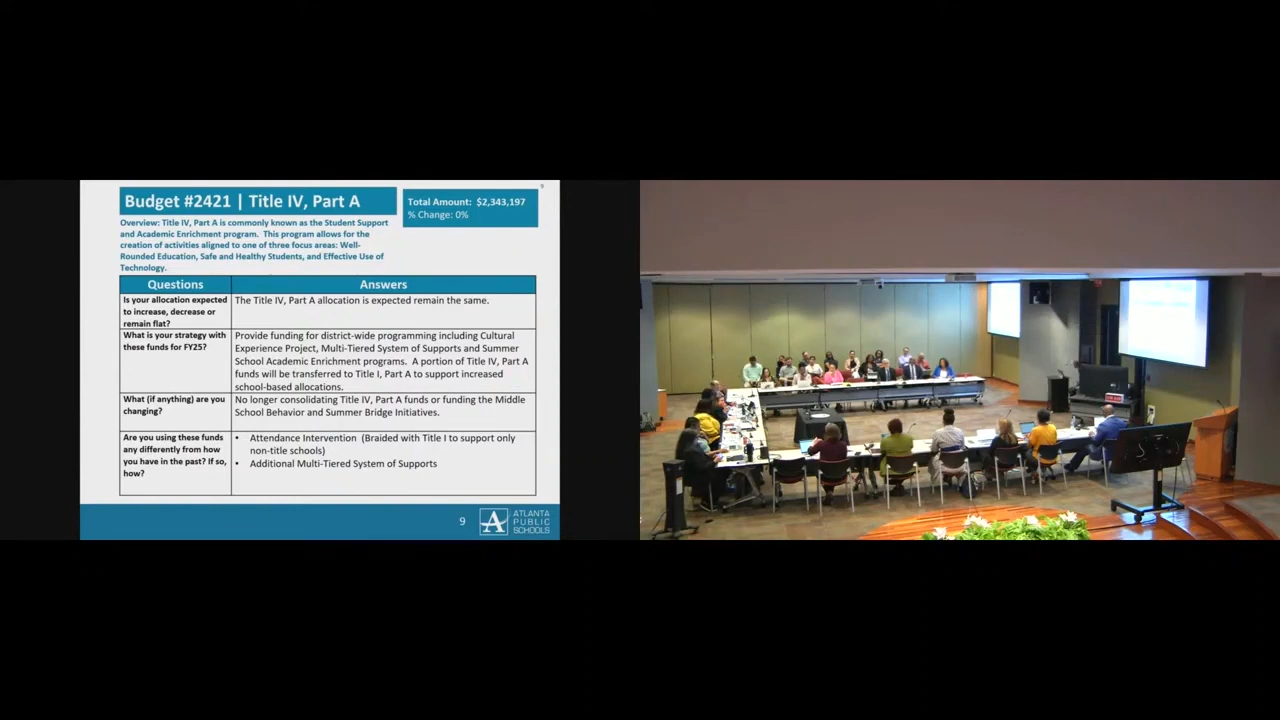 9
Budget #2421 | Title IV, Part A
Total Amount: $2,343,197
% Change: 0%
Overview: Title IV, Part A is commonly known as the Student Support
and Academic Enrichment program. This program allows for the
creation of activities aligned to one of three focus areas: Well-
Rounded Education, Safe and Healthy Students, and Effective Use of
Technology.
Questions
Answers
Is your allocation expected
to increase, decrease or
remain flat?
The Title IV, Part A allocation is expected remain the same.
What is your strategy with
these funds for FY25?
Provide funding for district-wide programming including Cultural
Experience Project, Multi-Tiered System of Supports and Summer
School Academic Enrichment programs. A portion of Title IV, Part A
funds will be transferred to Title I, Part A to support increased
school-based allocations.
What (if anything) are you
changing?
No longer consolidating Title IV, Part A funds or funding the Middle
School Behavior and Summer Bridge Initiatives.
Are you using these funds
any differently from how
you have in the past? If so,
how?
• Attendance Intervention (Braided with Title I to support only
non-title schools)
• Additional Multi-Tiered System of Supports
9
ATLANTA
PUBLIC
SCHOOLS